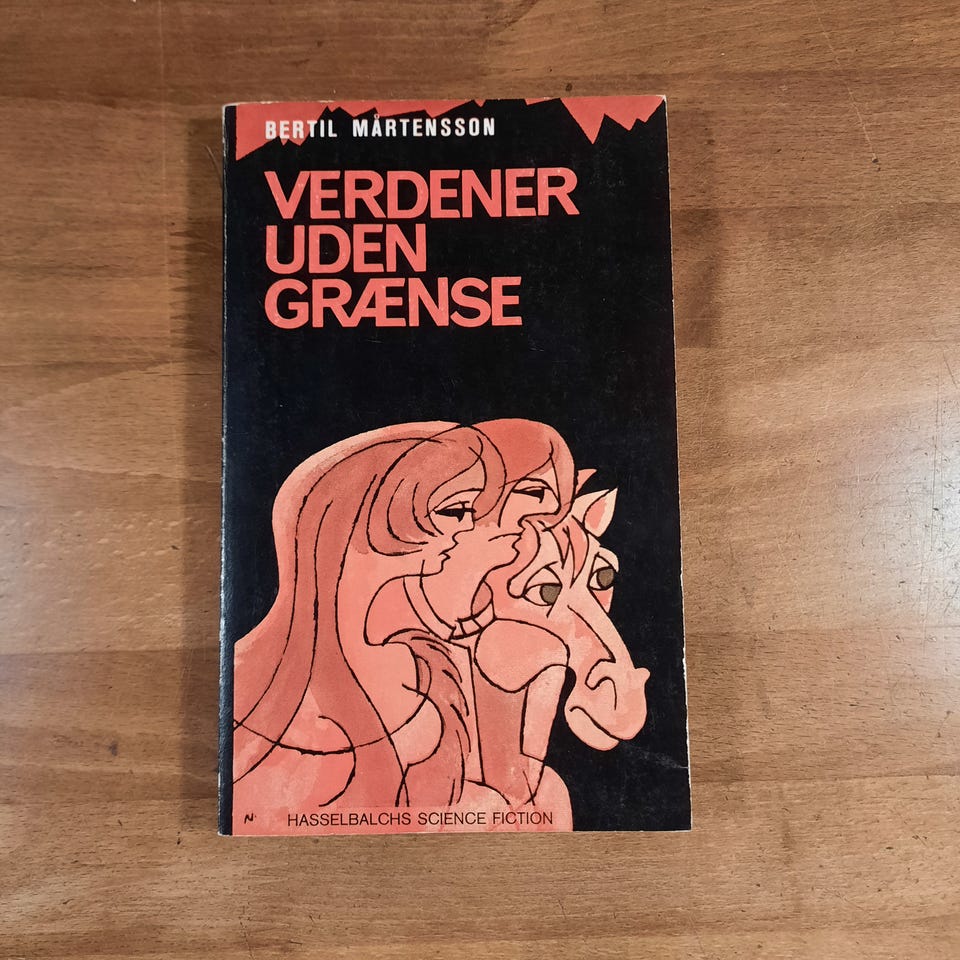 BERTIL MÅRTENSSON
VERDENER
UDEN
GRÆNSE
N.
HASSELBALCHS SCIENCE FICTION